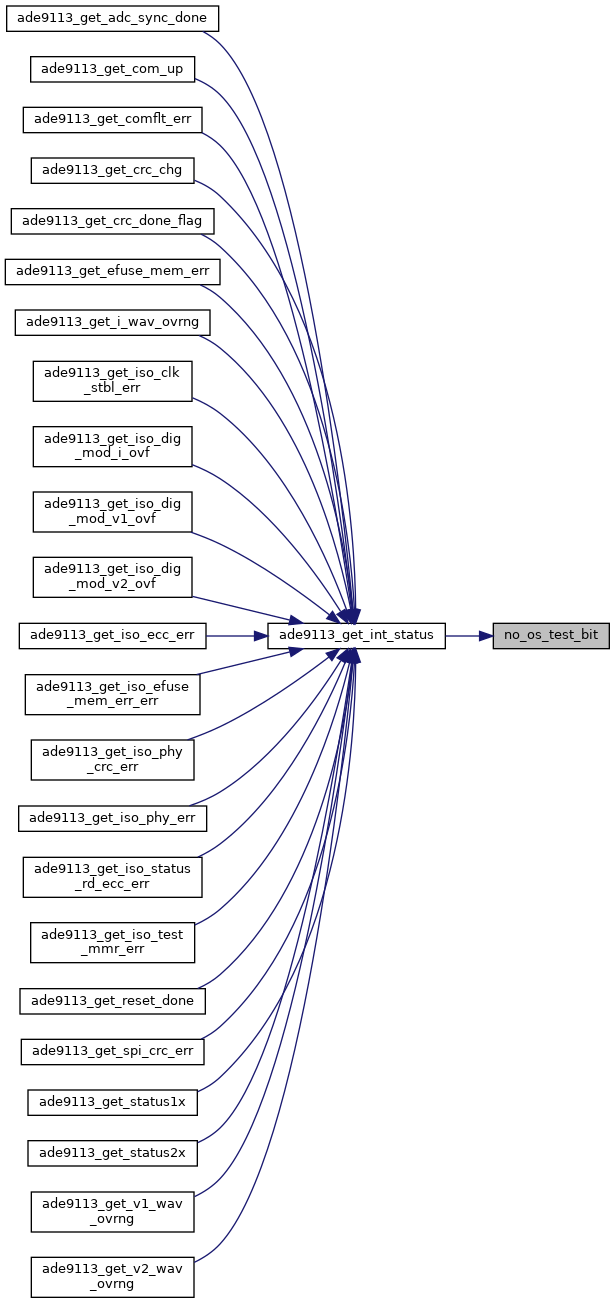 ade9113_get_adc_sync_done
ade9113_get_com_up
ade9113_get_comflt_err
ade9113_get_crc_chg
ade9113_get_crc_done_flag
ade9113_get_efuse_mem_err
ade9113_get_i_wav_ovrng
ade9113_get_iso_clk
_stbl_err
ade9113_get_iso_dig
_mod_i_ovf
ade9113_get_iso_dig
_mod_v1_ovf
ade9113_get_iso_dig
_mod_v2_ovf
ade9113_get_iso_ecc_err
ade9113_get_int_status
no_os_test_bit
ade9113_get_iso_efuse
_mem_err_err
ade9113_get_iso_phy
_crc_err
ade9113_get_iso_phy_err
ade9113_get_iso_status
_rd_ecc_err
ade9113_get_iso_test
_mmr_err
ade9113_get_reset_done
ade9113_get_spi_crc_err
ade9113_get_status1x
ade9113_get_status2x
ade9113_get_v1_wav
_ovrng
ade9113_get_v2_wav
_ovrng